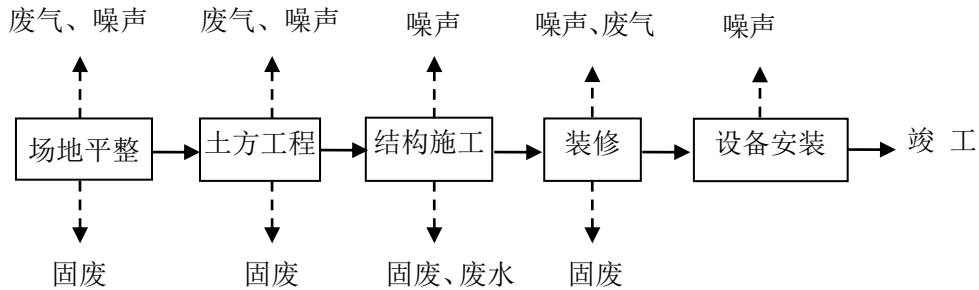 废气、噪声 废气、噪声 噪声 噪声、废气 噪声
场地平整 土方工程 结构施工 装修 设备安装 竣 工
固废 固废 固废、废水 固废